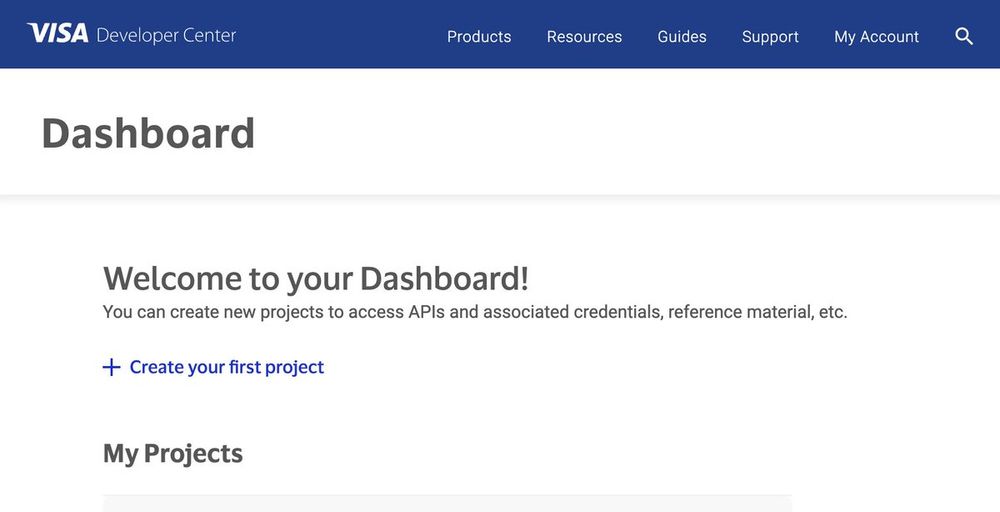 VISA Developer Center
Products Resources Guides Support My Account
Dashboard
Welcome to your Dashboard!
You can create new projects to access APIs and associated credentials, reference material, etc.
Create your first project
My Projects